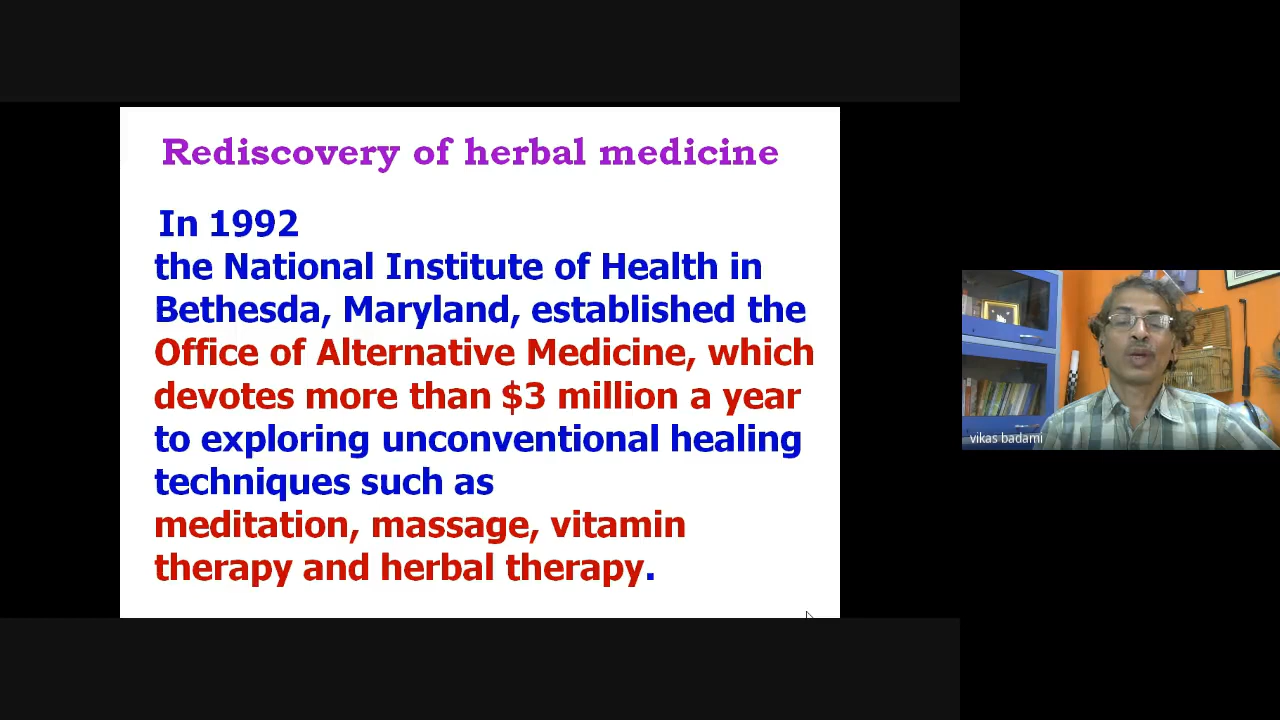 Rediscovery of herbal medicine
In 1992
the National Institute of Health in
Bethesda, Maryland, established the
Office of Alternative Medicine, which
devotes more than $3 million a year
to exploring unconventional healing
techniques such as
meditation, massage, vitamin
therapy and herbal therapy.
vikas badami